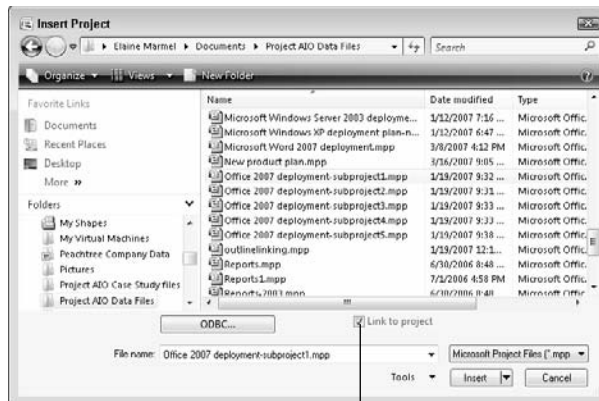 Insert Project
Elaine Marmel ▸ Documents ▸ Project AIO Data Files
Search
Organize Views New Folder
Favorite Links
Documents
Recent Places
Desktop
More »
Folders
My Shapes
My Virtual Machines
Peachtree Company Data
Pictures
Project AIO Case Study files
Project AIO Data Files
Name Date modified Type
Microsoft Windows Server 2003 deployme... 1/12/2007 7:16 ... Microsoft Offic.
Microsoft Windows XP deployment plan-n... 1/12/2007 6:47 ... Microsoft Offic.
Microsoft Word 2007 deployment.mpp 3/8/2007 4:12 PM Microsoft Offic.
New product plan.mpp 3/16/2007 9:05 ... Microsoft Offic.
Office 2007 deployment-subproject1.mpp 1/19/2007 9:32 ... Microsoft Offic.
Office 2007 deployment-subproject2.mpp 1/19/2007 9:31 ... Microsoft Offic.
Office 2007 deployment-subproject3.mpp 1/19/2007 9:33 ... Microsoft Offic.
Office 2007 deployment-subproject4.mpp 1/19/2007 9:33 ... Microsoft Offic.
Office 2007 deployment-subproject5.mpp 1/19/2007 9:38 ... Microsoft Offic.
outlinelinking.mpp 1/19/2007 12:1... Microsoft Offic.
Reports.mpp 6/30/2006 8:48 ... Microsoft Offic.
Reports1.mpp 7/1/2006 4:58 PM Microsoft Offic.
Reports-2003.mpp 6/30/2006 8:48 Microsoft Offic.
ODBC...
Link to project
File name: Office 2007 deployment-subproject1.mpp
Microsoft Project Files (*.mpp
Tools Insert Cancel